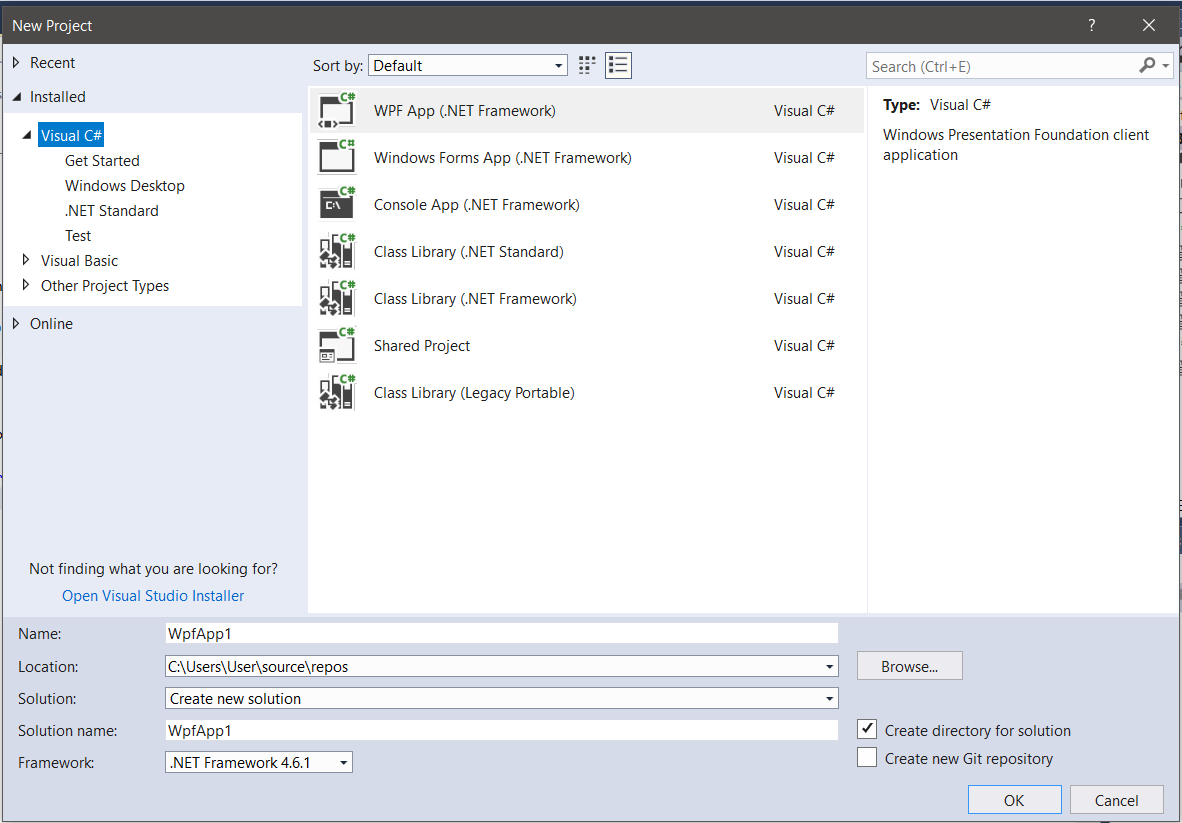 New Project
?
Recent
Installed
Visual C#
Get Started
Windows Desktop
.NET Standard
Test
Visual Basic
Other Project Types
Online
Not finding what you are looking for?
Open Visual Studio Installer
Sort by: Default
Search (Ctrl+E)
C# WPF App (.NET Framework) Visual C#
C# Windows Forms App (.NET Framework) Visual C#
C# C:\ Console App (.NET Framework) Visual C#
C# Class Library (.NET Standard) Visual C#
C# Class Library (.NET Framework) Visual C#
C# Shared Project Visual C#
C# Class Library (Legacy Portable) Visual C#
Type: Visual C#
Windows Presentation Foundation client
application
Name: WpfApp1
Location: C:\Users\User\source\repos Browse...
Solution: Create new solution
Solution name: WpfApp1 Create directory for solution
Framework: .NET Framework 4.6.1 Create new Git repository
OK Cancel